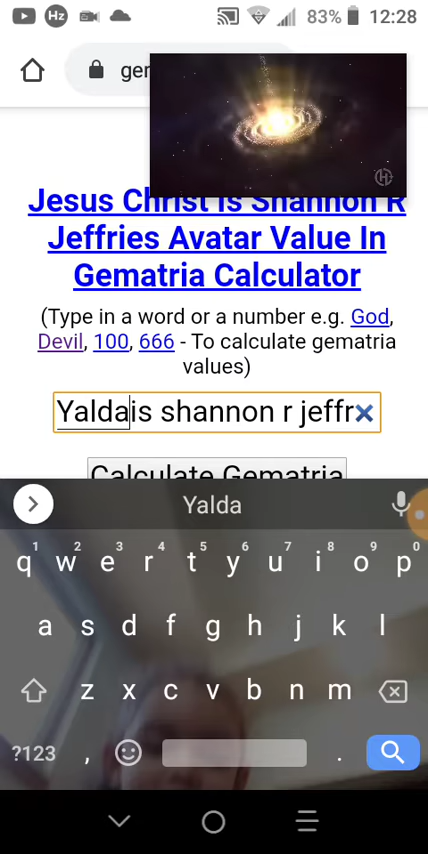 Hz 83% 12:28
ger
Jesus Christ Is Shannon R
Jeffries Avatar Value In
Gematria Calculator
(Type in a word or a number e.g. God,
Devil, 100, 666 - To calculate gematria
values)
Yaldais shannon r jeffr
Calculate Gematria
Yalda
1 2 3 4 5 6 7 8 9 0
q w e r t y u i o p
a s d f g h j k l
z x c v b n m
?123 , .